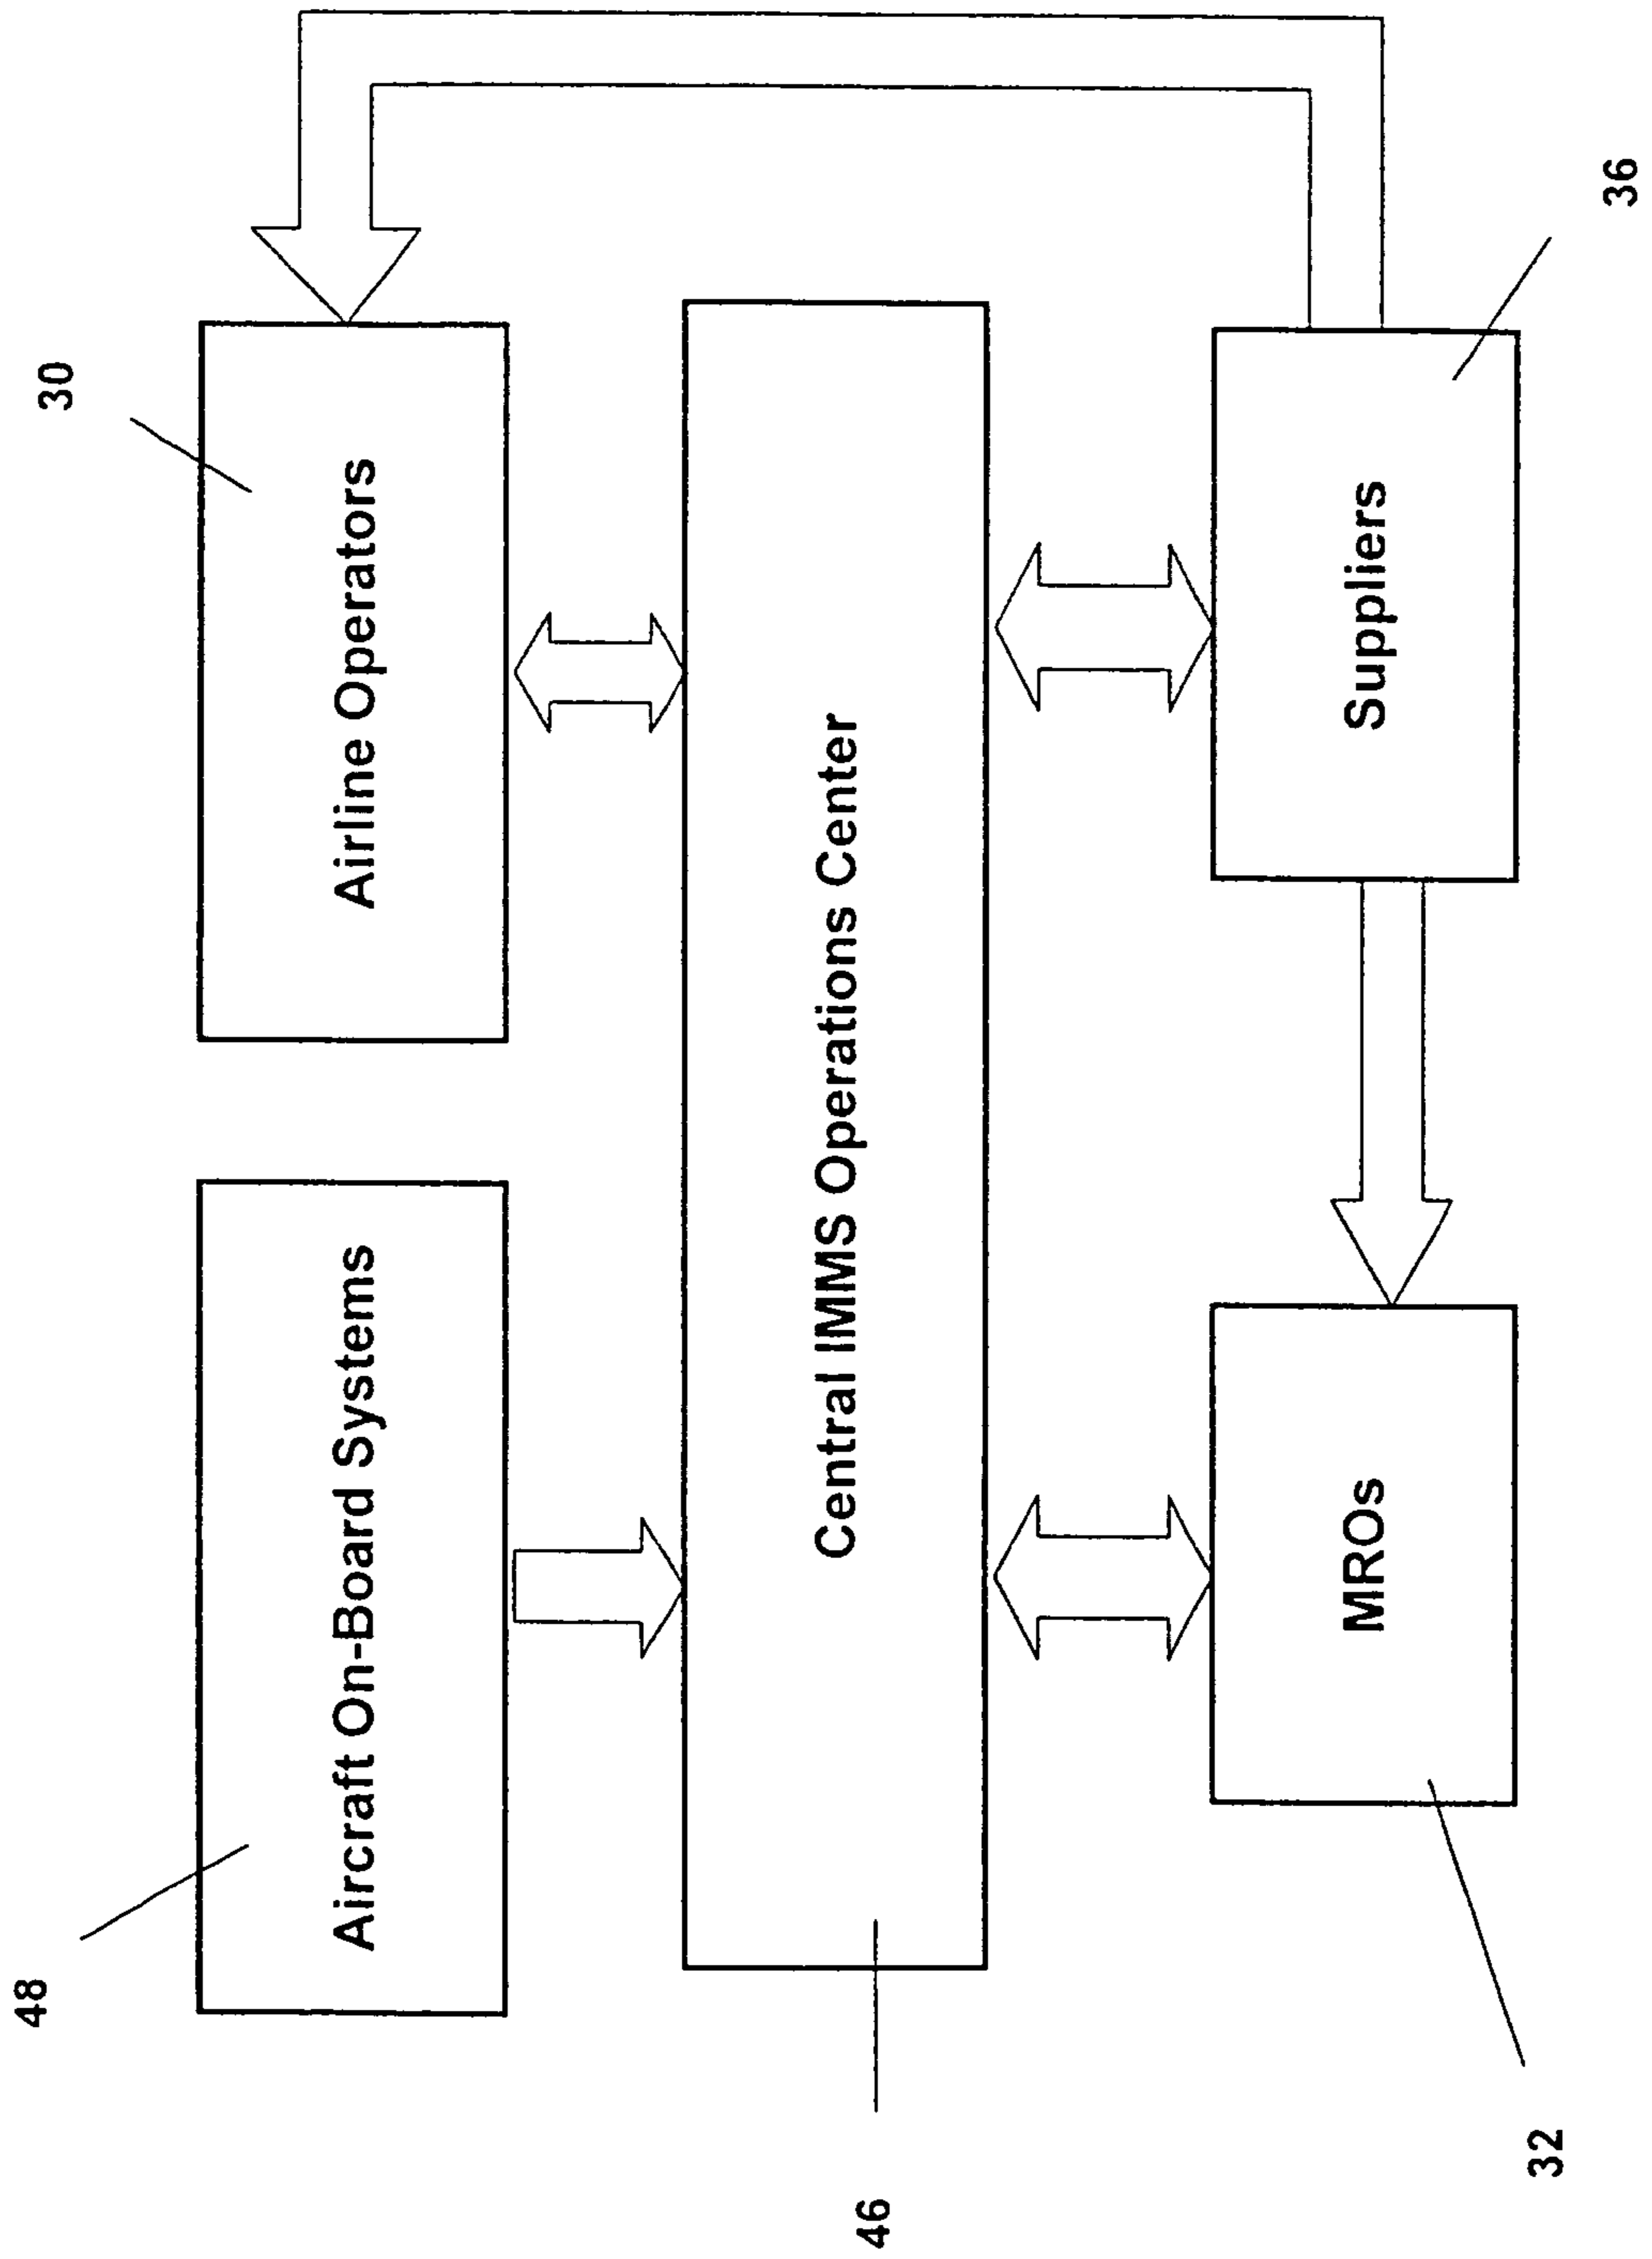 48
Aircraft On-Board Systems
30
Airline Operators
46
Central IMMS Operations Center
32
MROs
Suppliers
36